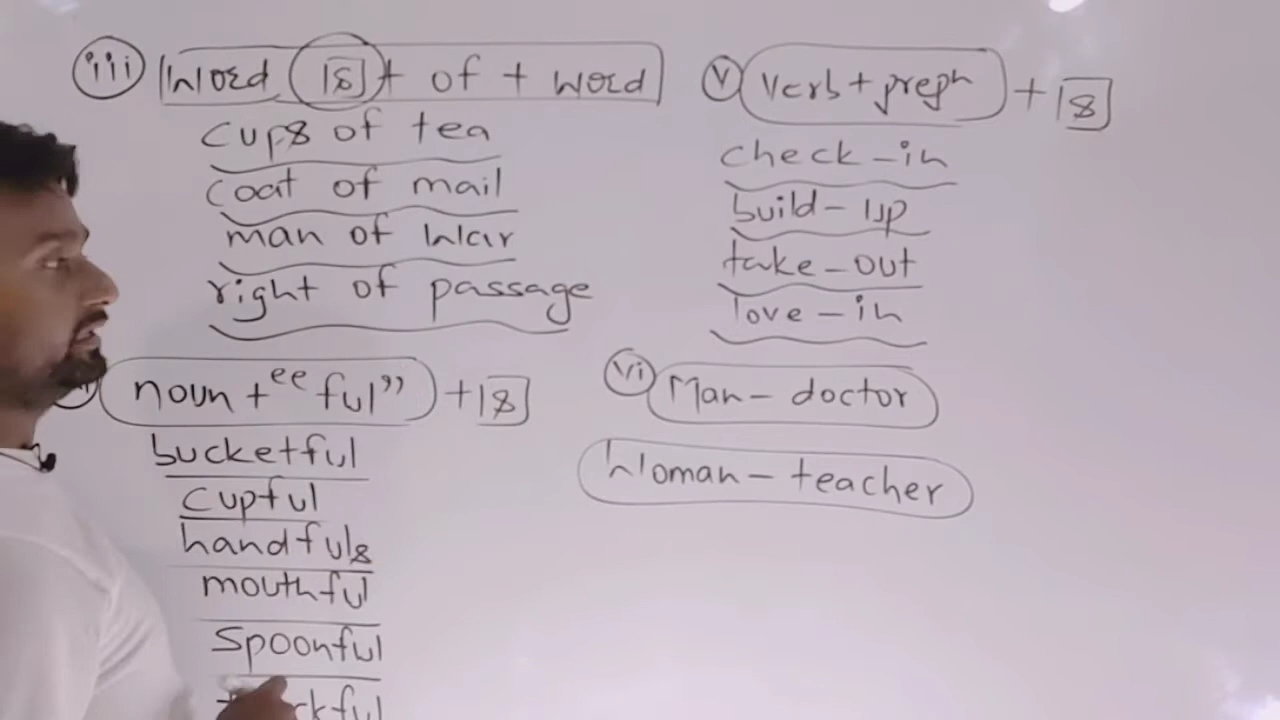 iii word |s| + of + word
cups of tea
coat of mail
man of war
right of passage
noun + "ful" + |s|
bucketful
cupful
handfuls
mouthful
spoonful
v verb + prepn + |s|
check-in
build-up
take-out
love-in
vi Man-doctor
Woman-teacher